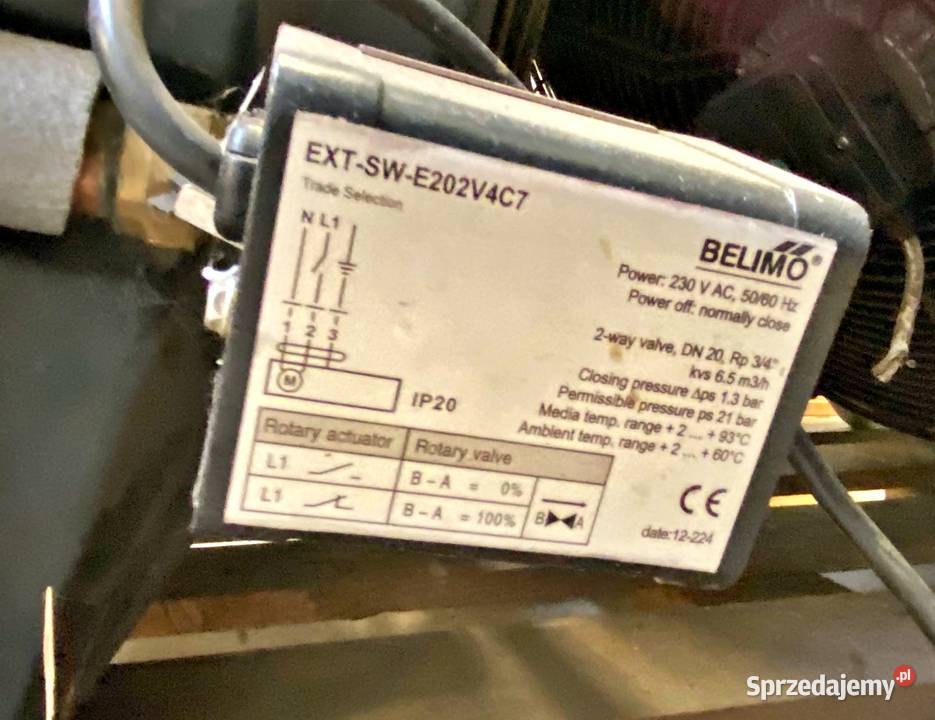 EXT-SW-E202V4C7
Trade Selection
N L1
1 2 3
M
IP20
BELIMO®
Power: 230 V AC, 50/60 Hz
Power off: normally close
2-way valve, DN 20, Rp 3/4"
kvs 6.5 m3/h
Closing pressure Δps 1.3 bar
Permissible pressure ps 21 bar
Media temp. range + 2 ... + 93°C
Ambient temp. range + 2 ... + 60°C
Rotary actuator Rotary valve
L1 B – A = 0%
L1 B – A = 100%
B A
CE
date:12-224
Sprzedajemy.pl